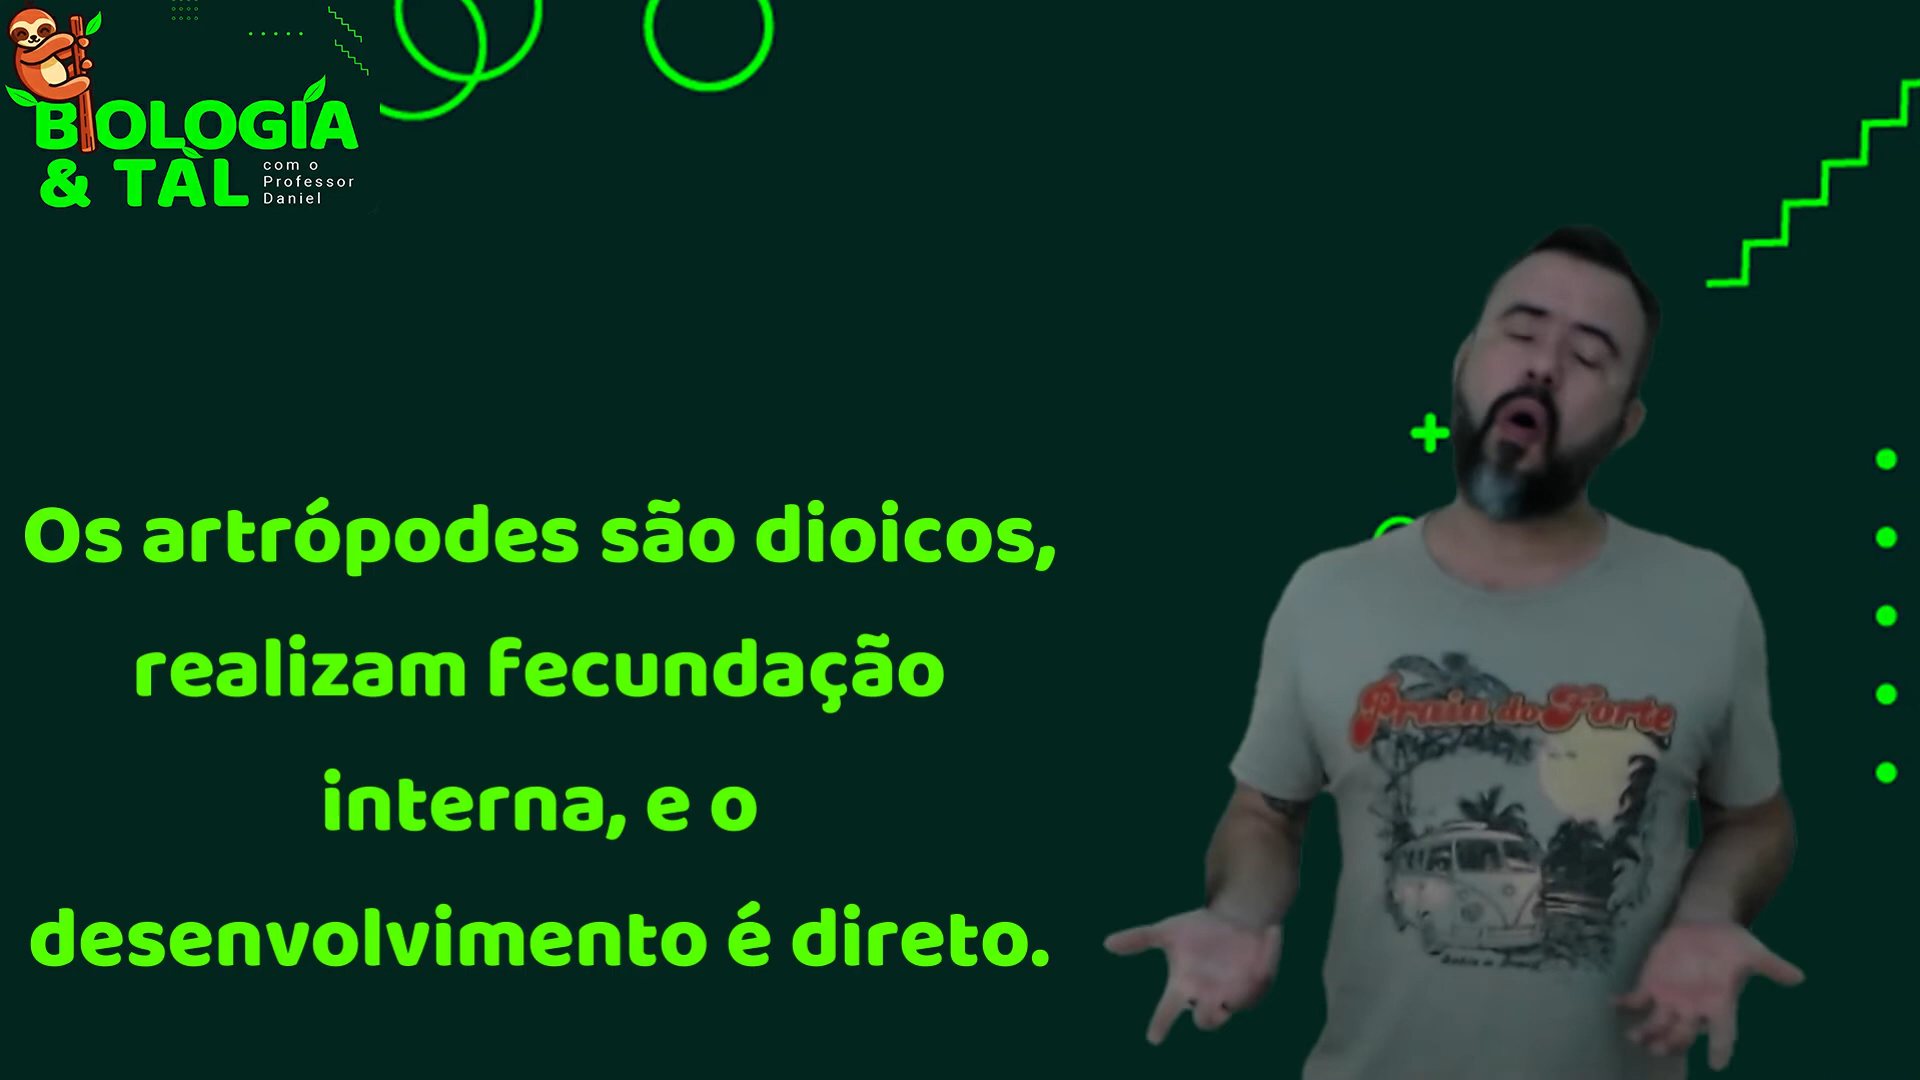 BIOLOGIA
& TAL
com o
Professor
Daniel
Os artrópodes são dioicos,
realizam fecundação
interna, e o
desenvolvimento é direto.
Praia do Forte